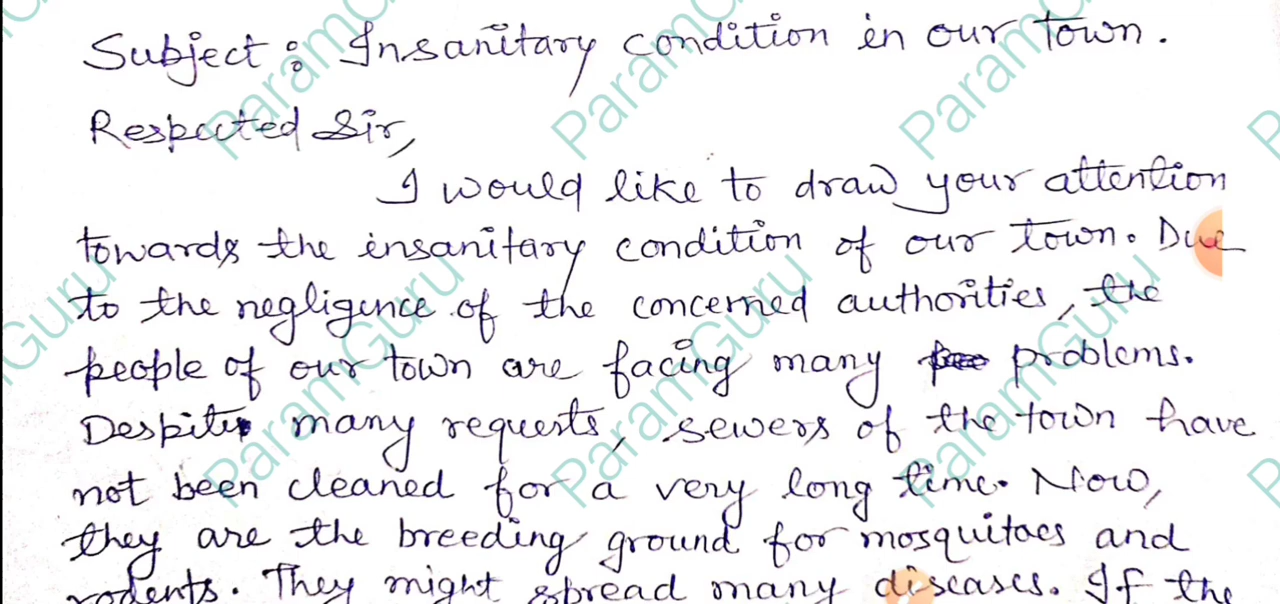 Subject : Insanitary condition in our town.
Respected Sir,
I would like to draw your attention
towards the insanitary condition of our town. Due
to the negligence of the concerned authorities, the
people of our town are facing many problems.
Despite many requests, sewers of the town have
not been cleaned for a very long time. Now,
they are the breeding ground for mosquitoes and
rodents. They might spread many diseases. If the
ParamGuru